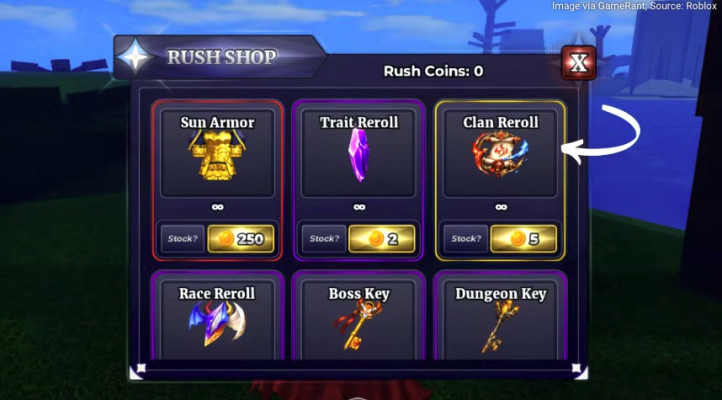 Image via GameRant, Source: Roblox
RUSH SHOP
X
Rush Coins: 0
Sun Armor
Trait Reroll
Clan Reroll
∞
∞
∞
Stock?
250
Stock?
2
Stock?
5
Race Reroll
Boss Key
Dungeon Key